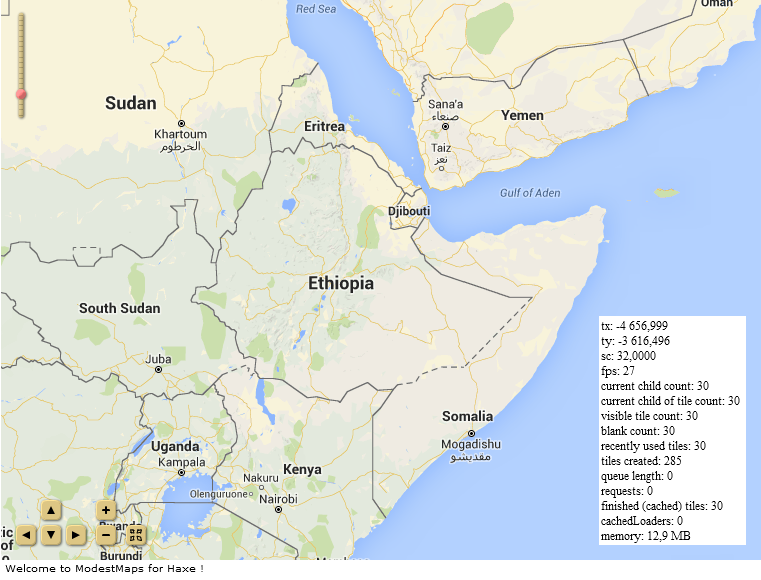 Red Sea
Oman
Sudan
Sana'a
صنعاء
Yemen
Eritrea
Khartoum
الخرطوم
Taiz
تعز
Gulf of Aden
Djibouti
Ethiopia
South Sudan
Juba
Somalia
Mogadishu
مقديشو
Uganda
Kampala
Kenya
Nakuru
Olenguruone
Nairobi
tic
of
Burundi
tx: -4 656,999
ty: -3 616,496
sc: 32,0000
fps: 27
current child count: 30
current child of tile count: 30
visible tile count: 30
blank count: 30
recently used tiles: 30
tiles created: 285
queue length: 0
requests: 0
finished (cached) tiles: 30
cachedLoaders: 0
memory: 12,9 MB
Welcome to ModestMaps for Haxe !